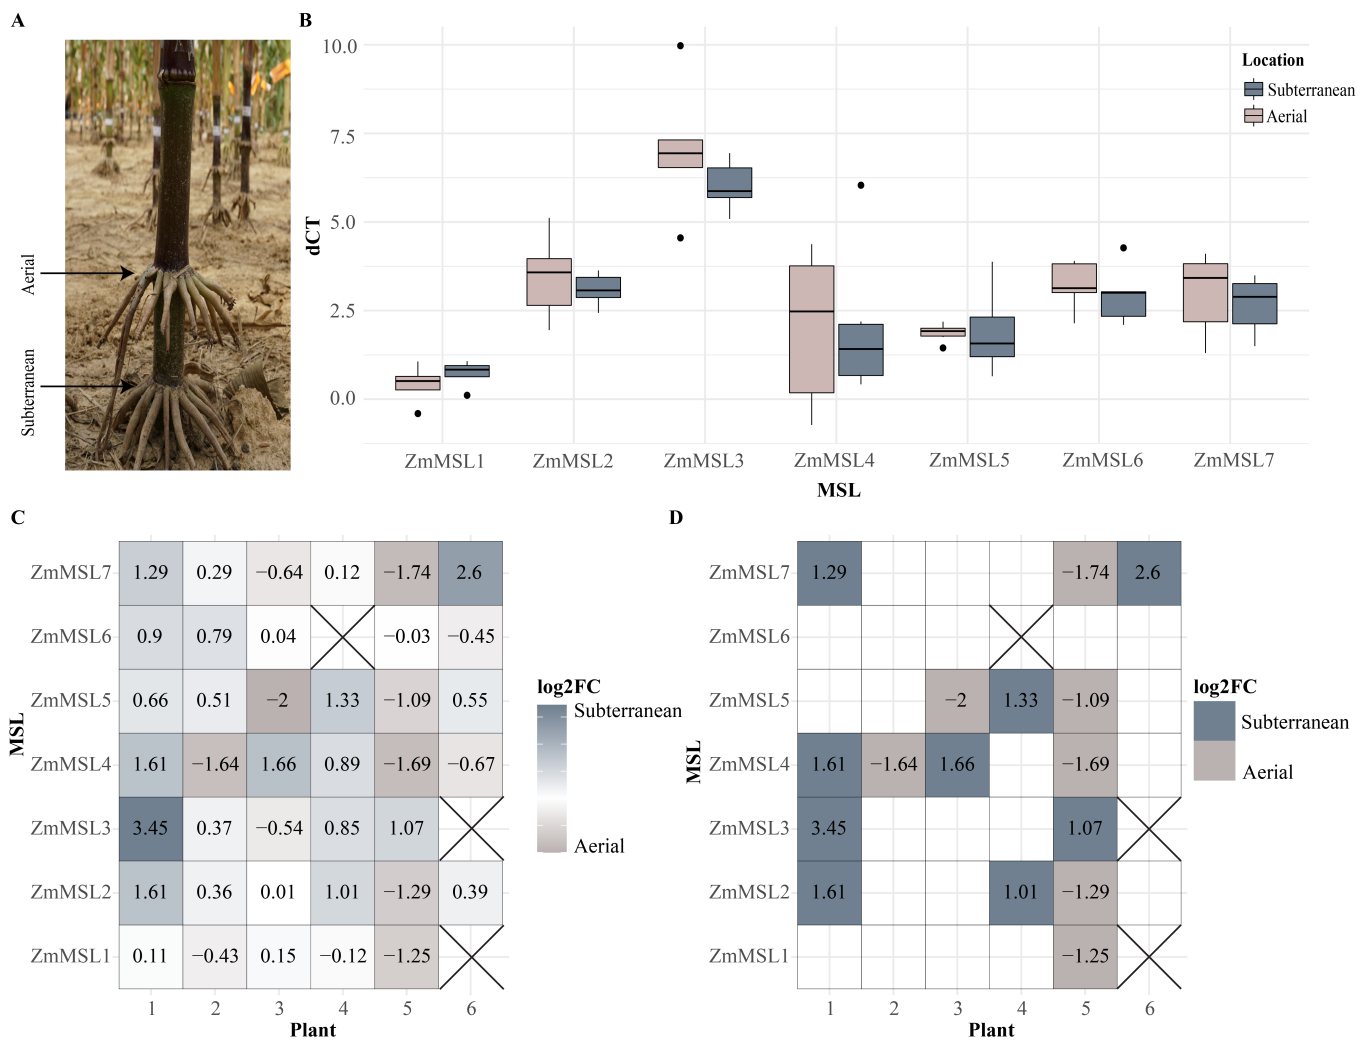 A
B
Aerial
Subterranean
dCT
10.0
7.5
5.0
2.5
0.0
Location
Subterranean
Aerial
ZmMSL1 ZmMSL2 ZmMSL3 ZmMSL4 ZmMSL5 ZmMSL6 ZmMSL7
MSL
C
MSL
ZmMSL7 1.29 0.29 −0.64 0.12 −1.74 2.6
ZmMSL6 0.9 0.79 0.04 −0.03 −0.45
ZmMSL5 0.66 0.51 −2 1.33 −1.09 0.55
ZmMSL4 1.61 −1.64 1.66 0.89 −1.69 −0.67
ZmMSL3 3.45 0.37 −0.54 0.85 1.07
ZmMSL2 1.61 0.36 0.01 1.01 −1.29 0.39
ZmMSL1 0.11 −0.43 0.15 −0.12 −1.25
1 2 3 4 5 6
Plant
log2FC
Subterranean
Aerial
D
MSL
ZmMSL7 1.29 −1.74 2.6
ZmMSL6
ZmMSL5 −2 1.33 −1.09
ZmMSL4 1.61 −1.64 1.66 −1.69
ZmMSL3 3.45 1.07
ZmMSL2 1.61 1.01 −1.29
ZmMSL1 −1.25
1 2 3 4 5 6
Plant
log2FC
Subterranean
Aerial